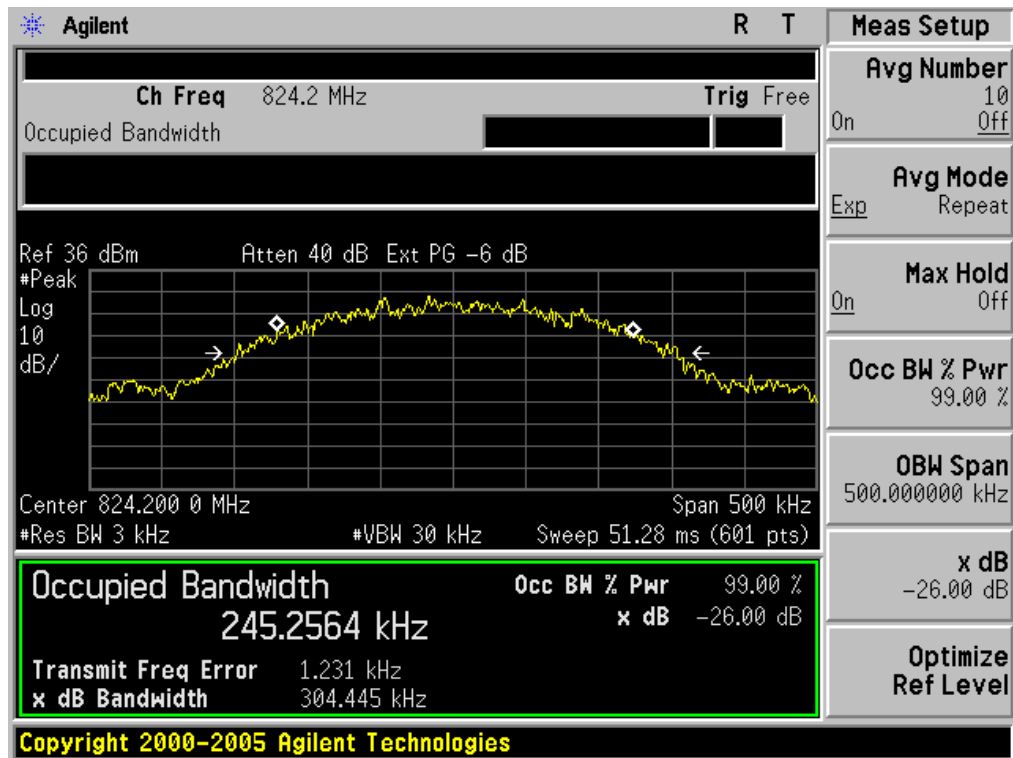 Agilent R T Meas Setup
Ch Freq 824.2 MHz Trig Free
Occupied Bandwidth
Ref 36 dBm Atten 40 dB Ext PG -6 dB
#Peak
Log
10
dB/
Center 824.200 0 MHz Span 500 kHz
#Res BW 3 kHz #VBW 30 kHz Sweep 51.28 ms (601 pts)
Occupied Bandwidth Occ BW % Pwr 99.00 %
245.2564 kHz x dB -26.00 dB
Transmit Freq Error 1.231 kHz
x dB Bandwidth 304.445 kHz
Avg Number
10
On Off
Avg Mode
Exp Repeat
Max Hold
On Off
Occ BW % Pwr
99.00 %
OBW Span
500.000000 kHz
x dB
-26.00 dB
Optimize
Ref Level
Copyright 2000-2005 Agilent Technologies